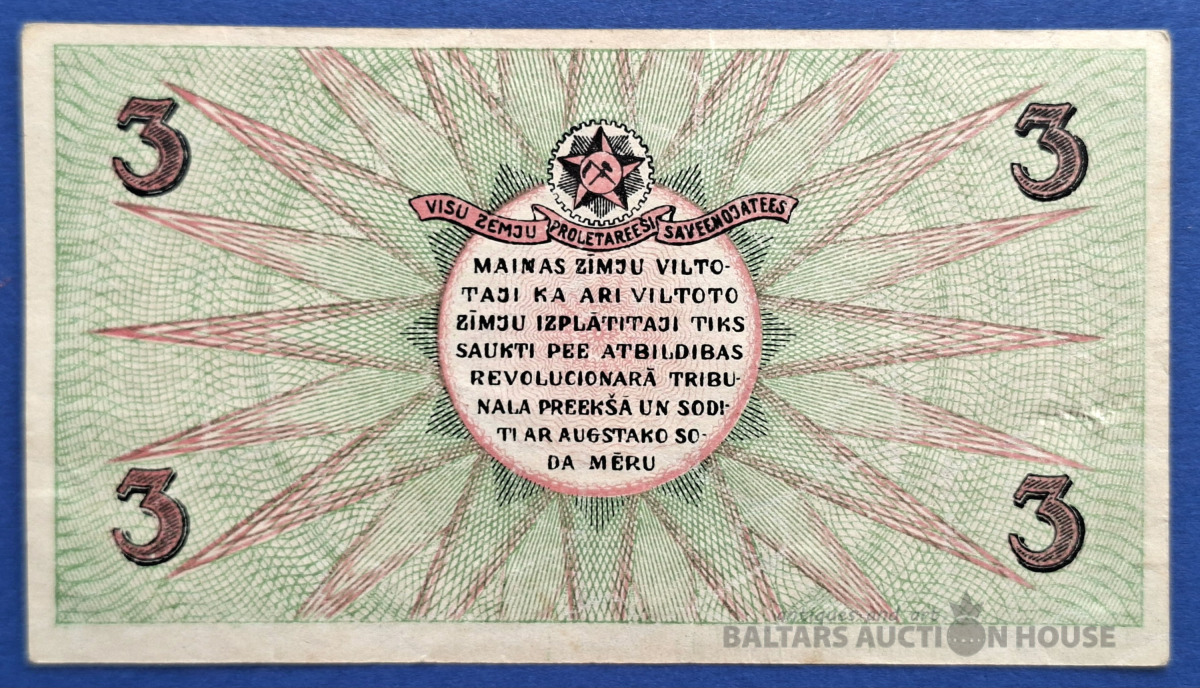 3
3
VISU ZEMJU PROLETAREEŠI SAVEENOJATEES
MAIŅAS ZĪMJU VILTO-
TAJI KA ARI VILTOTO
ZĪMJU IZPLĀTITAJI TIKS
SAUKTI PEE ATBILDIBAS
REVOLUCIONARĀ TRIBU-
NALA PREEKŠĀ UN SODI-
TI AR AUGSTAKO SO-
DA MĒRU
3
3
BALTARS AUCTION HOUSE